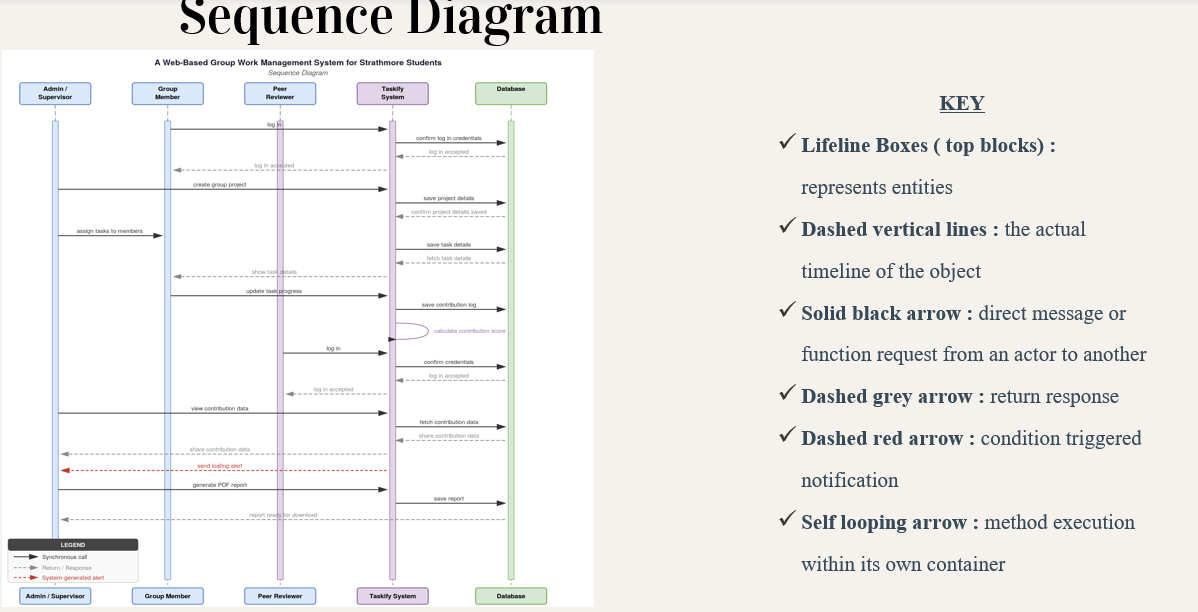 Sequence Diagram
A Web-Based Group Work Management System for Strathmore Students
Sequence Diagram
Admin /
Supervisor
Group
Member
Peer
Reviewer
Taskify
System
Database
log in
confirm log in credentials
log in accepted
log in accepted
create group project
save project details
confirm project details saved
assign tasks to members
save task details
fetch task details
show task details
update task progress
save contribution log
calculate contribution score
log in
confirm credentials
log in accepted
log in accepted
view contribution data
fetch contribution data
share contribution data
share contribution data
send loafing alert
generate PDF report
save report
report ready for download
LEGEND
Synchronous call
Return / Response
System-generated alert
Admin / Supervisor
Group Member
Peer Reviewer
Taskify System
Database
KEY
✓ Lifeline Boxes ( top blocks) :
represents entities
✓ Dashed vertical lines : the actual
timeline of the object
✓ Solid black arrow : direct message or
function request from an actor to another
✓ Dashed grey arrow : return response
✓ Dashed red arrow : condition triggered
notification
✓ Self looping arrow : method execution
within its own container